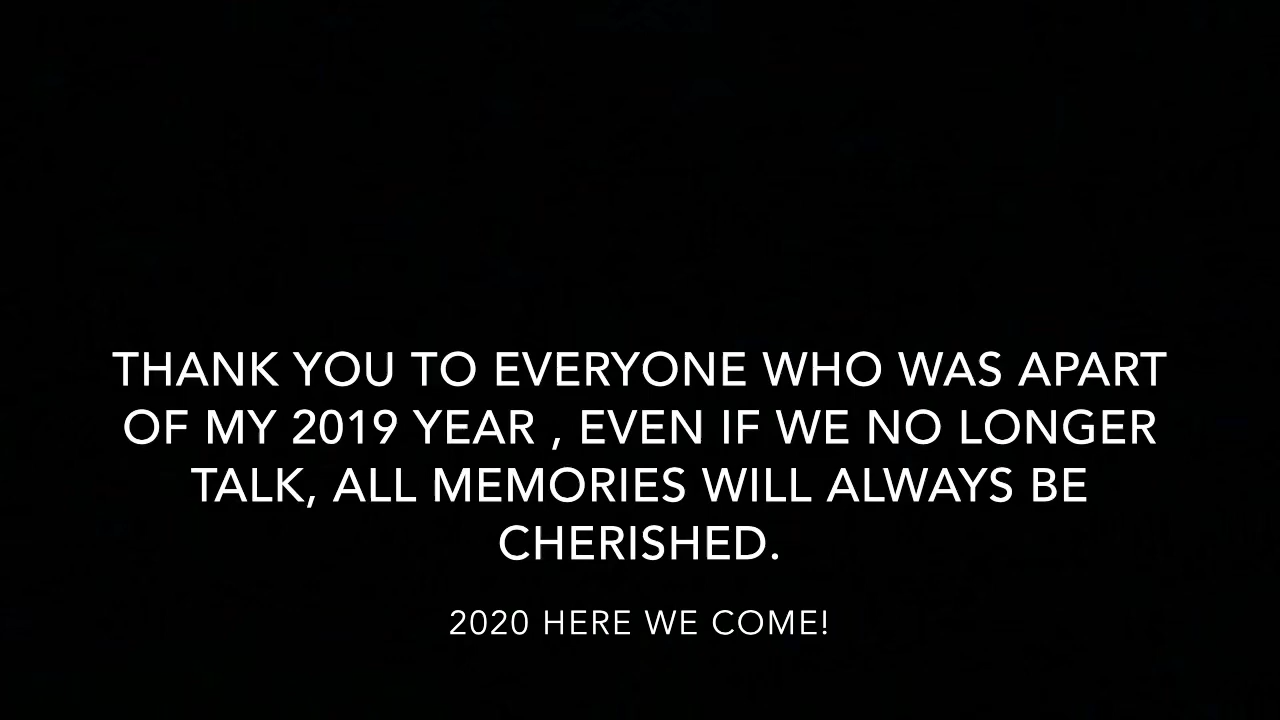 THANK YOU TO EVERYONE WHO WAS APART
OF MY 2019 YEAR , EVEN IF WE NO LONGER
TALK, ALL MEMORIES WILL ALWAYS BE
CHERISHED.
2020 HERE WE COME!